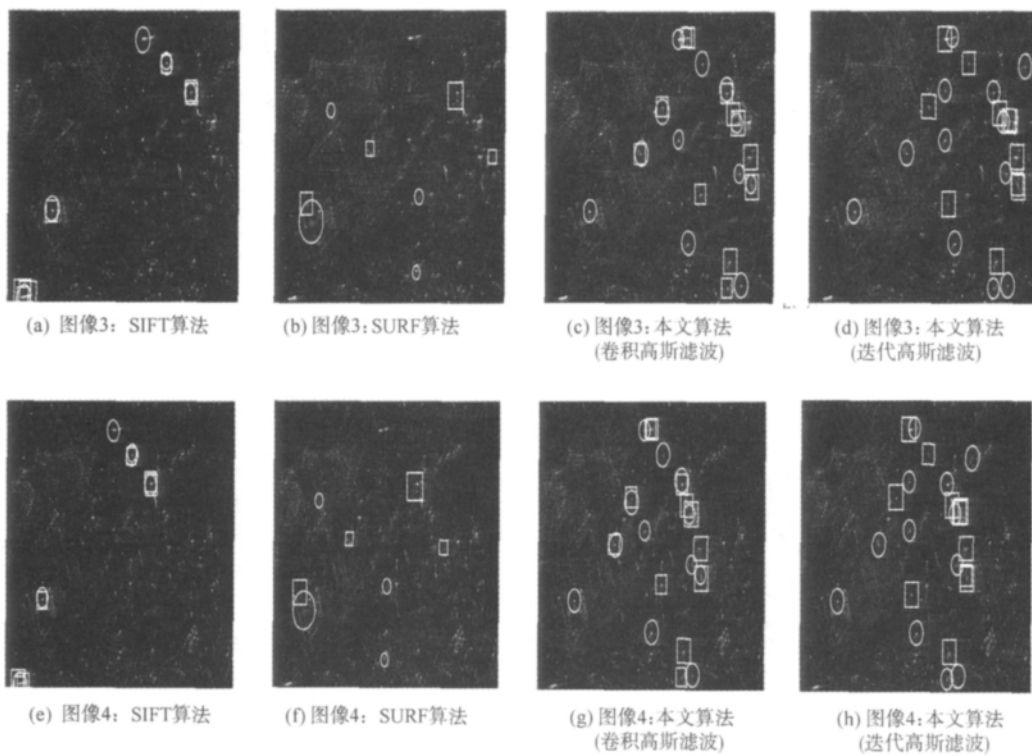 (a) 图像3: SIFT算法
(b) 图像3: SURF算法
(c) 图像3: 本文算法
(卷积高斯滤波)
(d) 图像3: 本文算法
(迭代高斯滤波)
(e) 图像4: SIFT算法
(f) 图像4: SURF算法
(g) 图像4: 本文算法
(卷积高斯滤波)
(h) 图像4: 本文算法
(迭代高斯滤波)